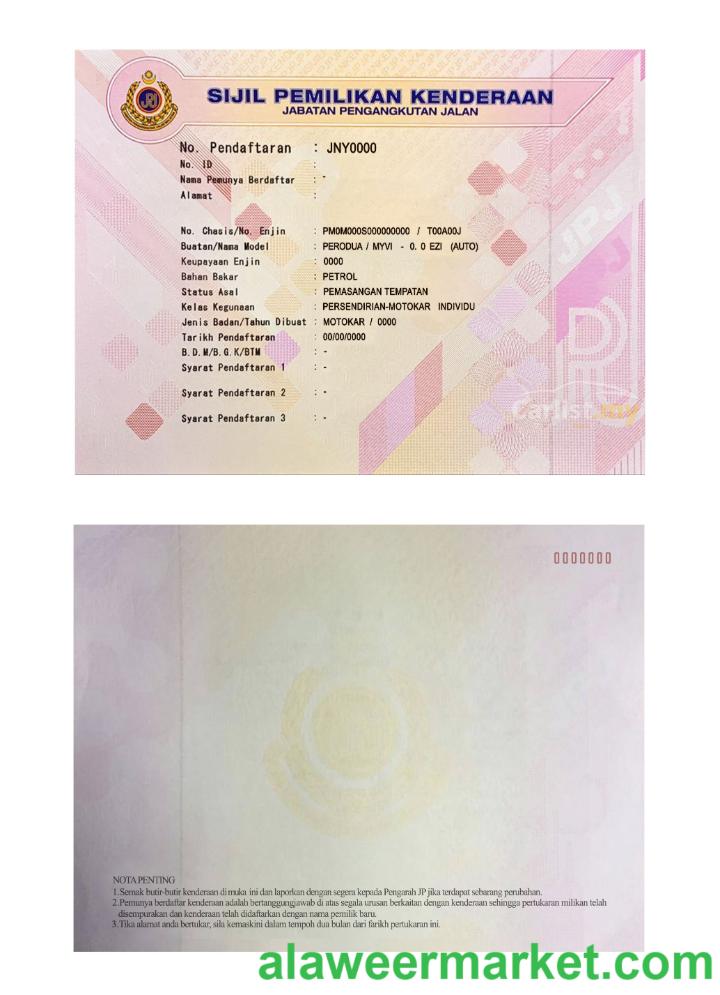 SIJIL PEMILIKAN KENDERAAN
JABATAN PENGANGKUTAN JALAN
No. Pendaftaran : JNY0000
No. ID :
Nama Pemunya Berdaftar : -
Alamat :
No. Chasis/No. Enjin : PM0M000S000000000 / T00A00J
Buatan/Nama Model : PERODUA / MYVI - 0. 0 EZI (AUTO)
Keupayaan Enjin : 0000
Bahan Bakar : PETROL
Status Asal : PEMASANGAN TEMPATAN
Kelas Kegunaan : PERSENDIRIAN-MOTOKAR INDIVIDU
Jenis Badan/Tahun Dibuat : MOTOKAR / 0000
Tarikh Pendaftaran : 00/00/0000
B.D.M/B.G.K/BTM : -
Syarat Pendaftaran 1 : -
Syarat Pendaftaran 2 : -
Syarat Pendaftaran 3 : -
JPJ
Carlist.my
0000000
NOTA PENTING
1.Semak butir-butir kenderaan di muka ini dan laporkan dengan segera kepada Pengarah JP jika terdapat sebarang perubahan.
2.Pemunya berdaftar kenderaan adalah bertanggungjawab di atas segala urusan berkaitan dengan kenderaan sehingga pertukaran milikan telah
disempurakan dan kenderaan telah didaftarkan dengan nama pemilik baru.
3.Tika alamat anda bertukar, sila kemaskini dalam tempoh dua bulan dari farikh pertukaran ini.
alaweermarket.com